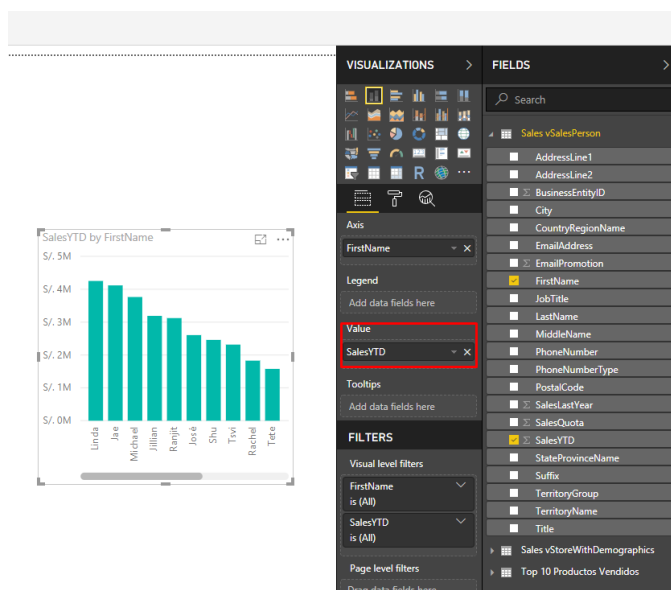 SalesYTD by FirstName
S/. 5M
S/. 4M
S/. 3M
S/. 2M
S/. 1M
S/. 0M
Linda
Jae
Michael
Jillian
Ranjit
José
Shu
Tsvi
Rachel
Tete
VISUALIZATIONS
R
Axis
FirstName
Legend
Add data fields here
Value
SalesYTD
Tooltips
Add data fields here
FILTERS
Visual level filters
FirstName
is (All)
SalesYTD
is (All)
Page level filters
Drag data fields here
FIELDS
Search
Sales vSalesPerson
AddressLine1
AddressLine2
Σ BusinessEntityID
City
CountryRegionName
EmailAddress
Σ EmailPromotion
FirstName
JobTitle
LastName
MiddleName
PhoneNumber
PhoneNumberType
PostalCode
Σ SalesLastYear
Σ SalesQuota
Σ SalesYTD
StateProvinceName
Suffix
TerritoryGroup
TerritoryName
Title
Sales vStoreWithDemographics
Top 10 Productos Vendidos